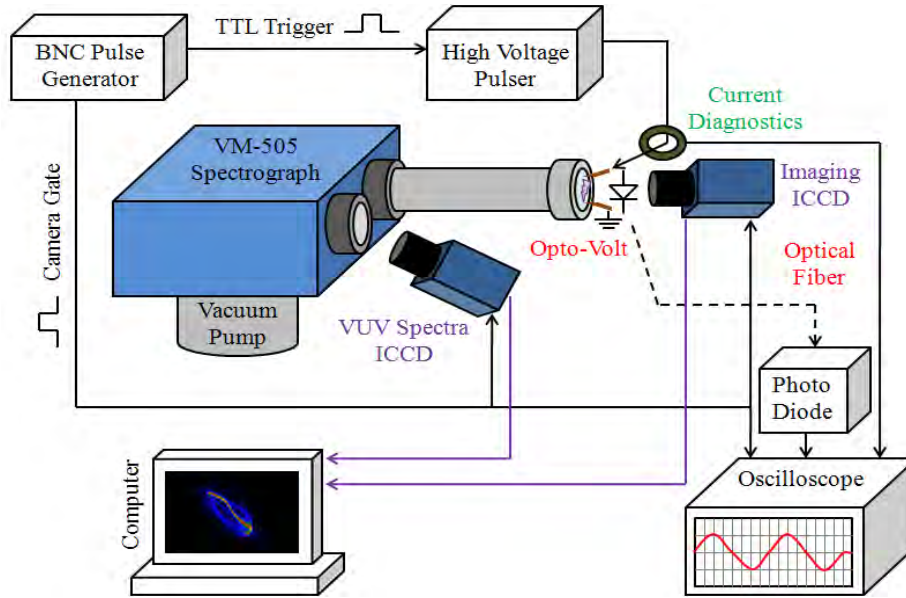 TTL Trigger
BNC Pulse
Generator
High Voltage
Pulser
Current
Diagnostics
VM-505
Spectrograph
Imaging
ICCD
Camera Gate
Opto-Volt
Optical
Fiber
Vacuum
Pump
VUV Spectra
ICCD
Photo
Diode
Computer
Oscilloscope